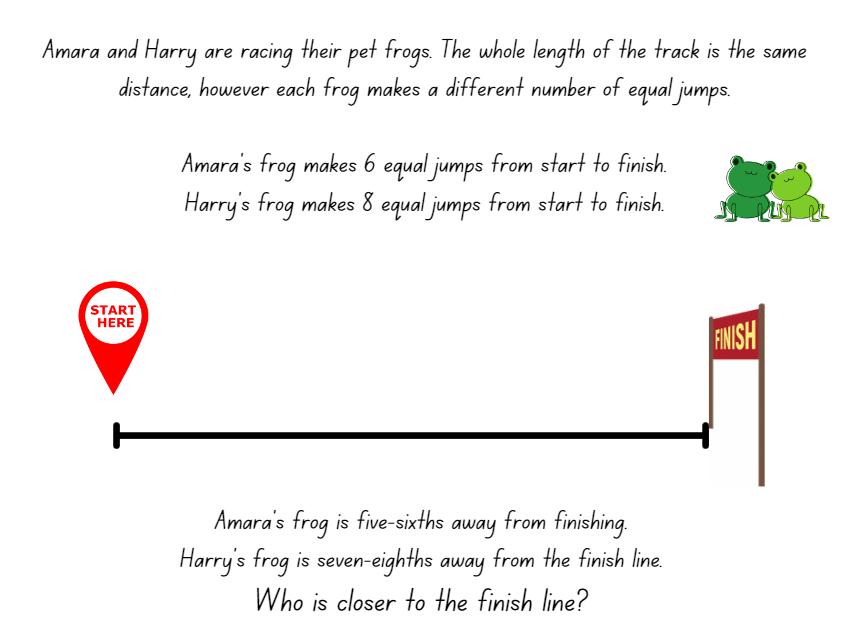 Amara and Harry are racing their pet frogs. The whole length of the track is the same
distance, however each frog makes a different number of equal jumps.
Amara's frog makes 6 equal jumps from start to finish.
Harry's frog makes 8 equal jumps from start to finish.
START
HERE
FINISH
Amara's frog is five-sixths away from finishing.
Harry's frog is seven-eighths away from the finish line.
Who is closer to the finish line?